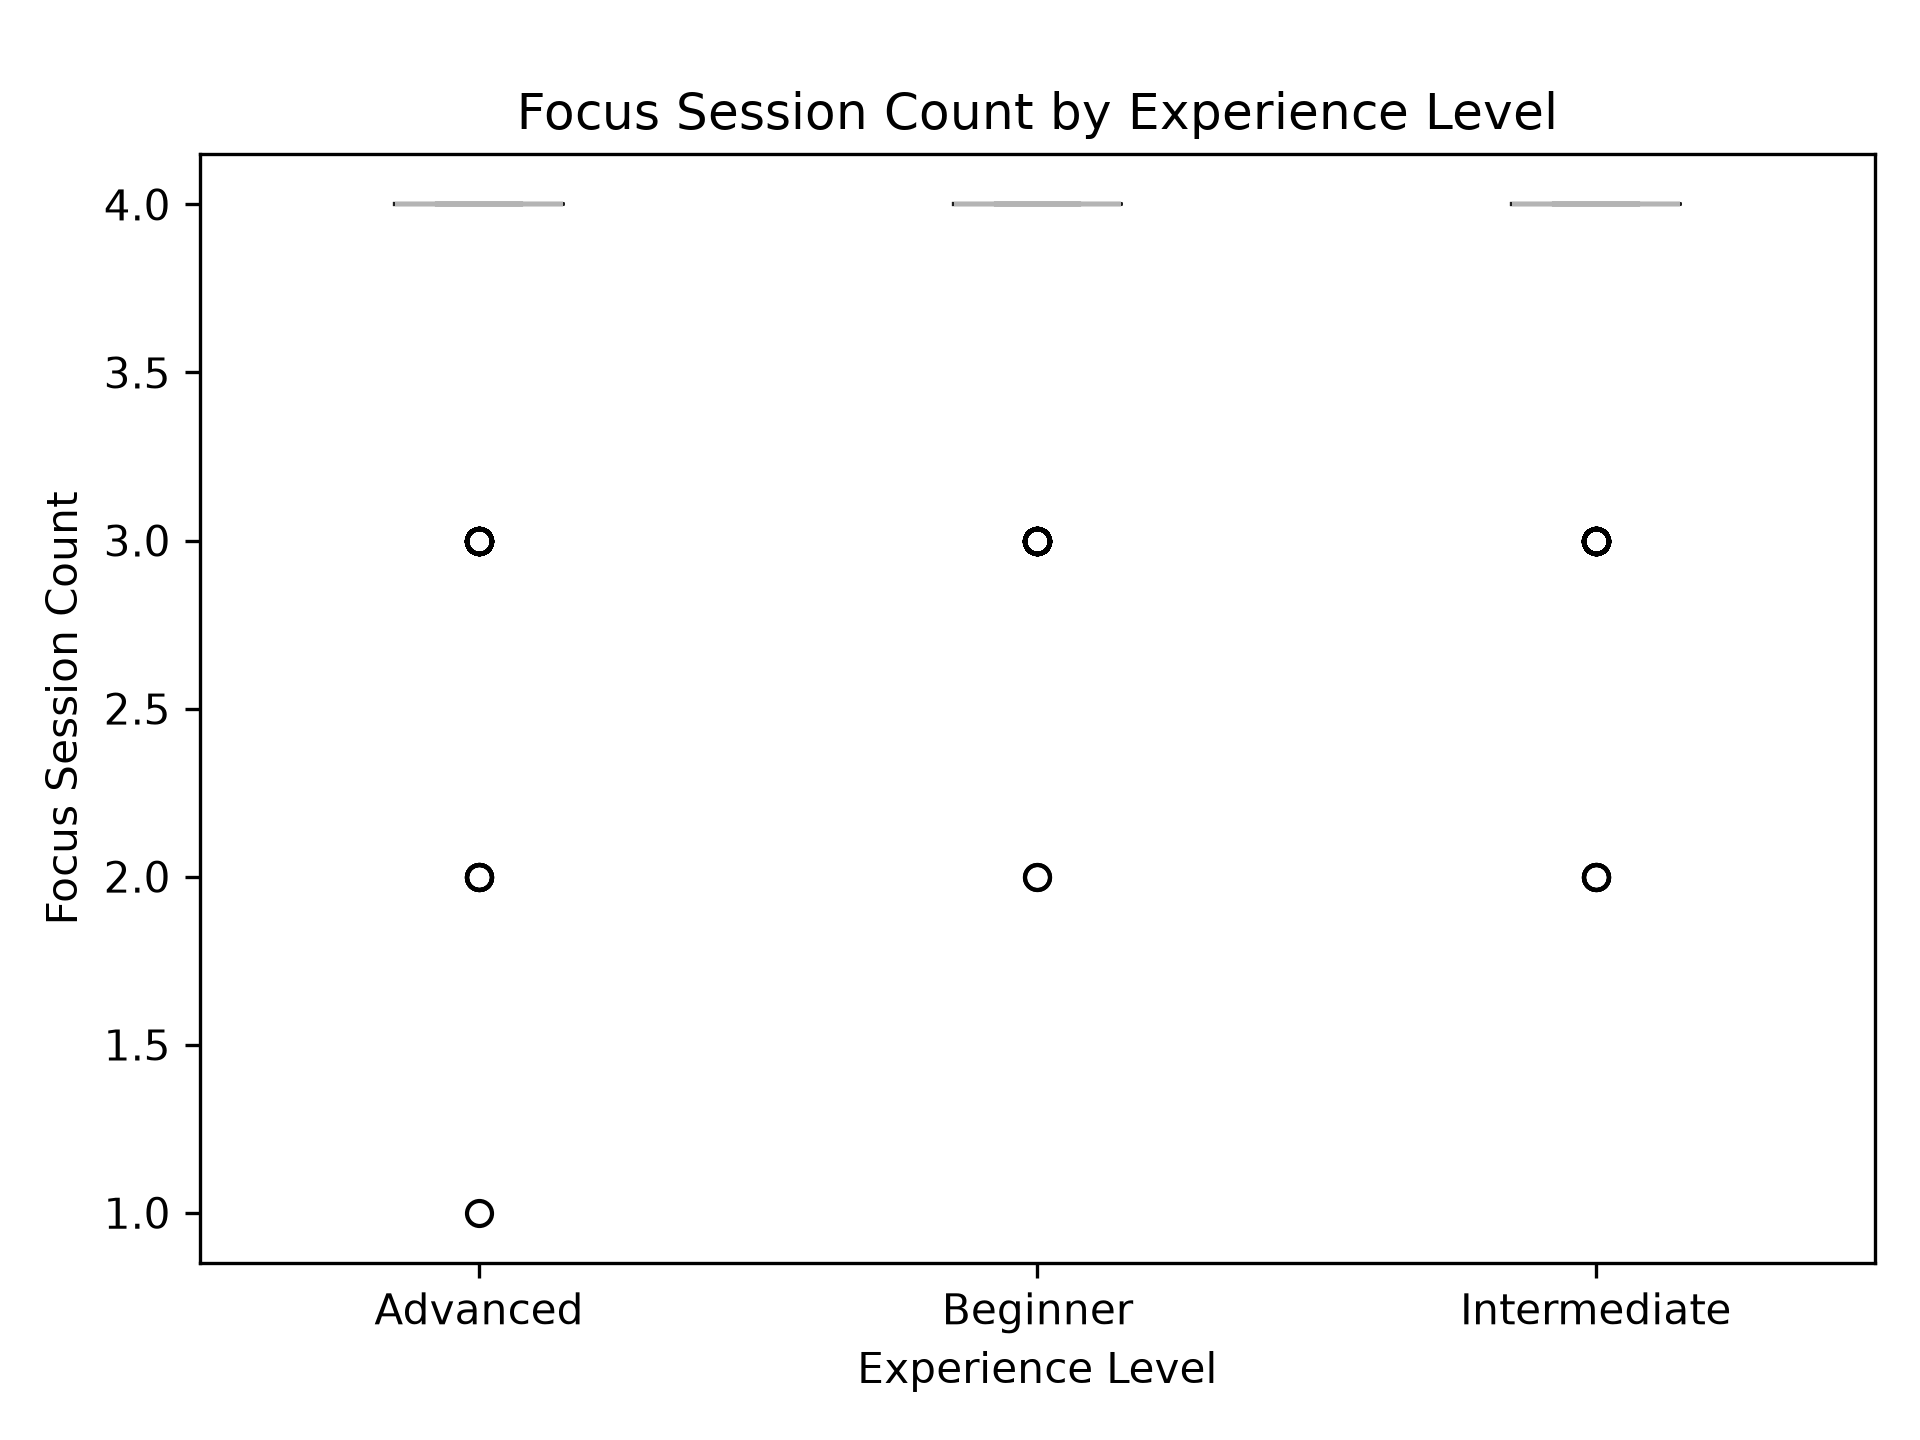 Focus Session Count by Experience Level
4.0
3.5
3.0
2.5
2.0
1.5
1.0
Focus Session Count
Advanced Beginner Intermediate
Experience Level